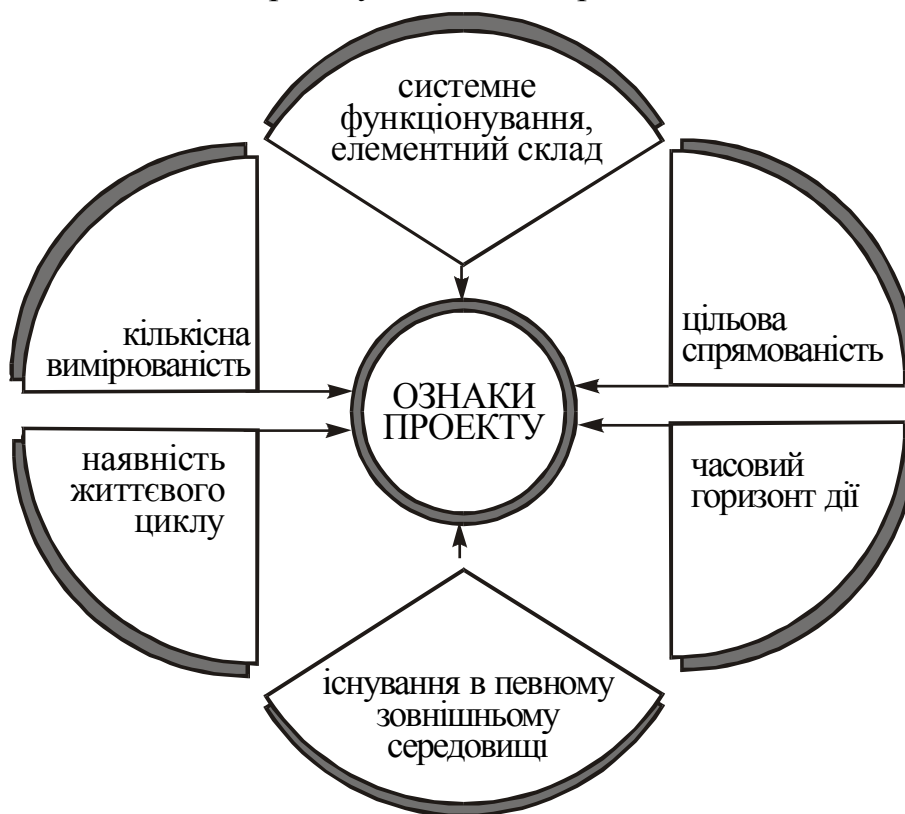 системне
функціонування,
елементний склад
кількісна
вимірюваність
цільова
спрямованість
ОЗНАКИ
ПРОЕКТУ
наявність
життєвого
циклу
часовий
горизонт дії
існування в певному
зовнішньому
середовищі